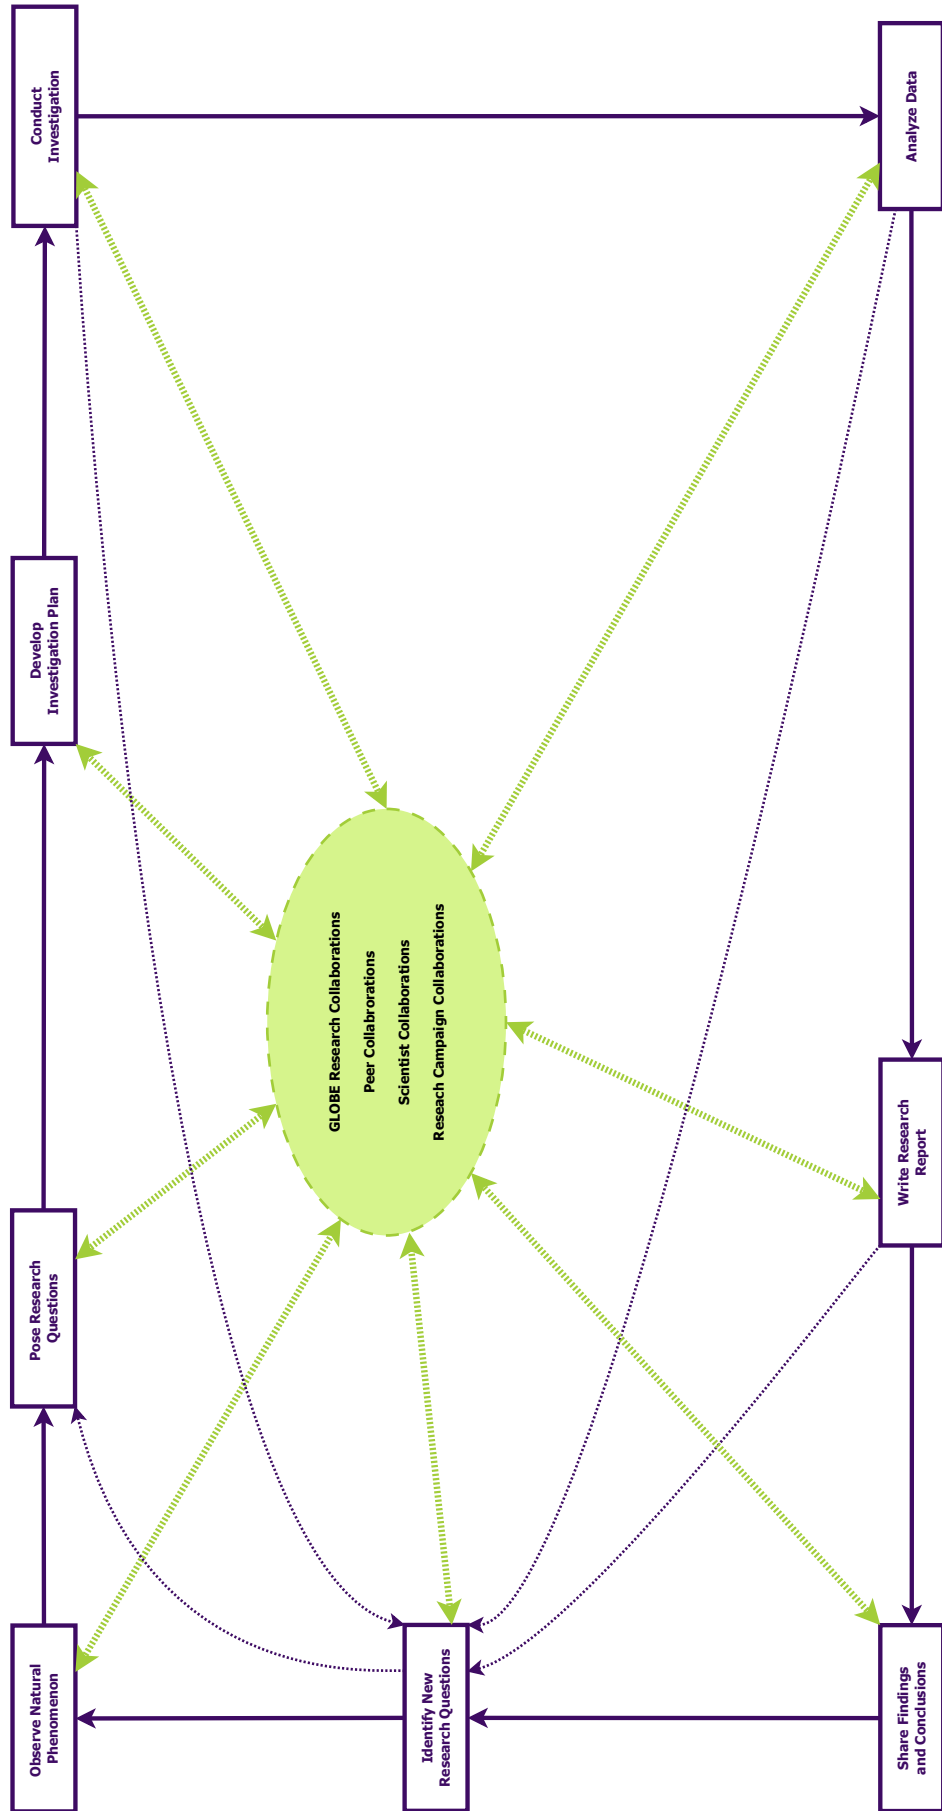 Observe Natural
Phenomenon
Pose Research
Questions
Develop
Investigation Plan
Conduct
Investigation
GLOBE Research Collaborations
Peer Collabrorations
Scientist Collaborations
Reseach Campaign Collaborations
Identify New
Research Questions
Share Findings
and Conclusions
Write Research
Report
Analyze Data